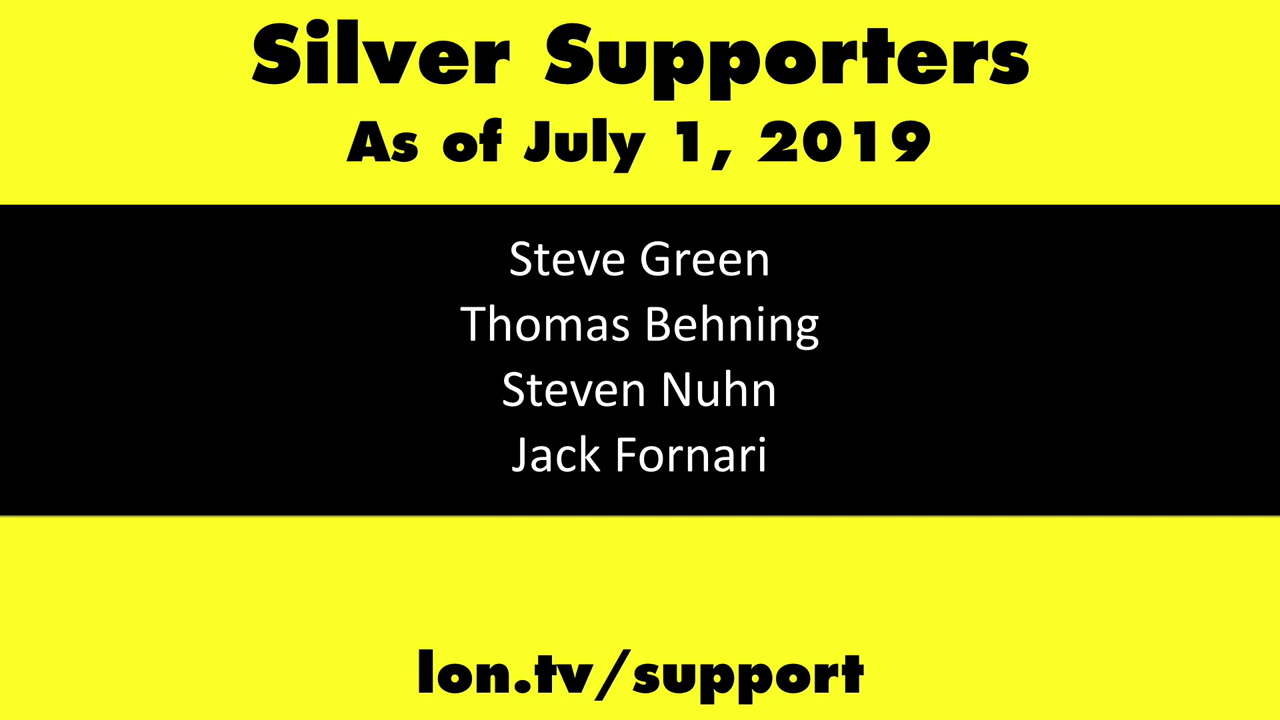 Silver Supporters
As of July 1, 2019
Steve Green
Thomas Behning
Steven Nuhn
Jack Fornari
lon.tv/support